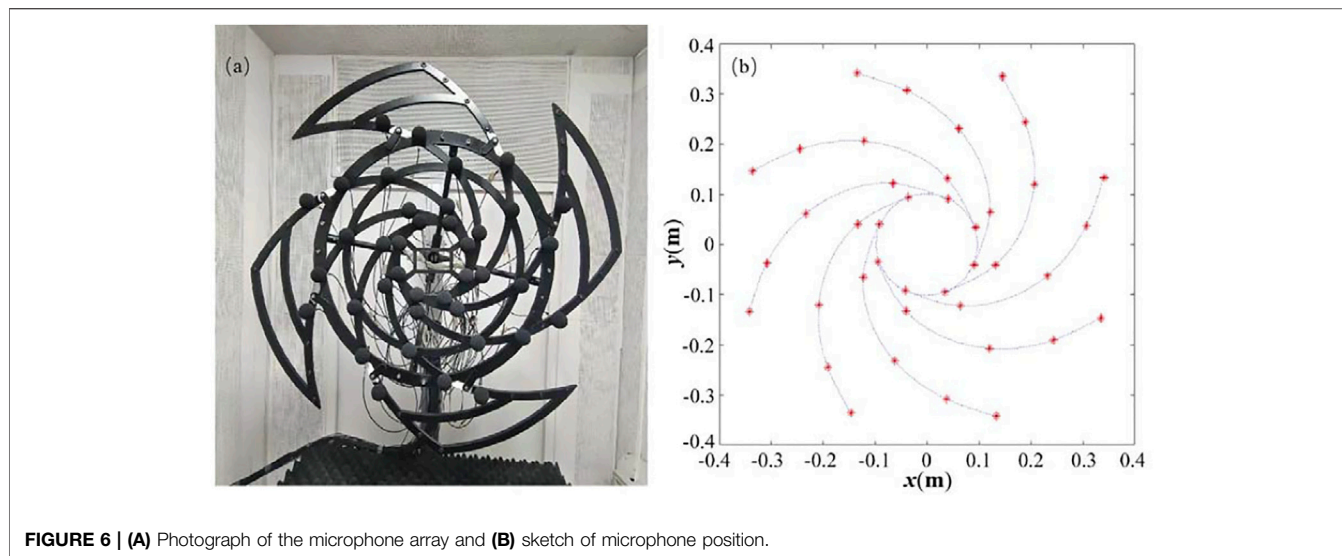 (a)
(b)
0.4
0.3
0.2
0.1
0
-0.1
-0.2
-0.3
-0.4
y(m)
-0.4 -0.3 -0.2 -0.1 0 0.1 0.2 0.3 0.4
x(m)
FIGURE 6 | (A) Photograph of the microphone array and (B) sketch of microphone position.